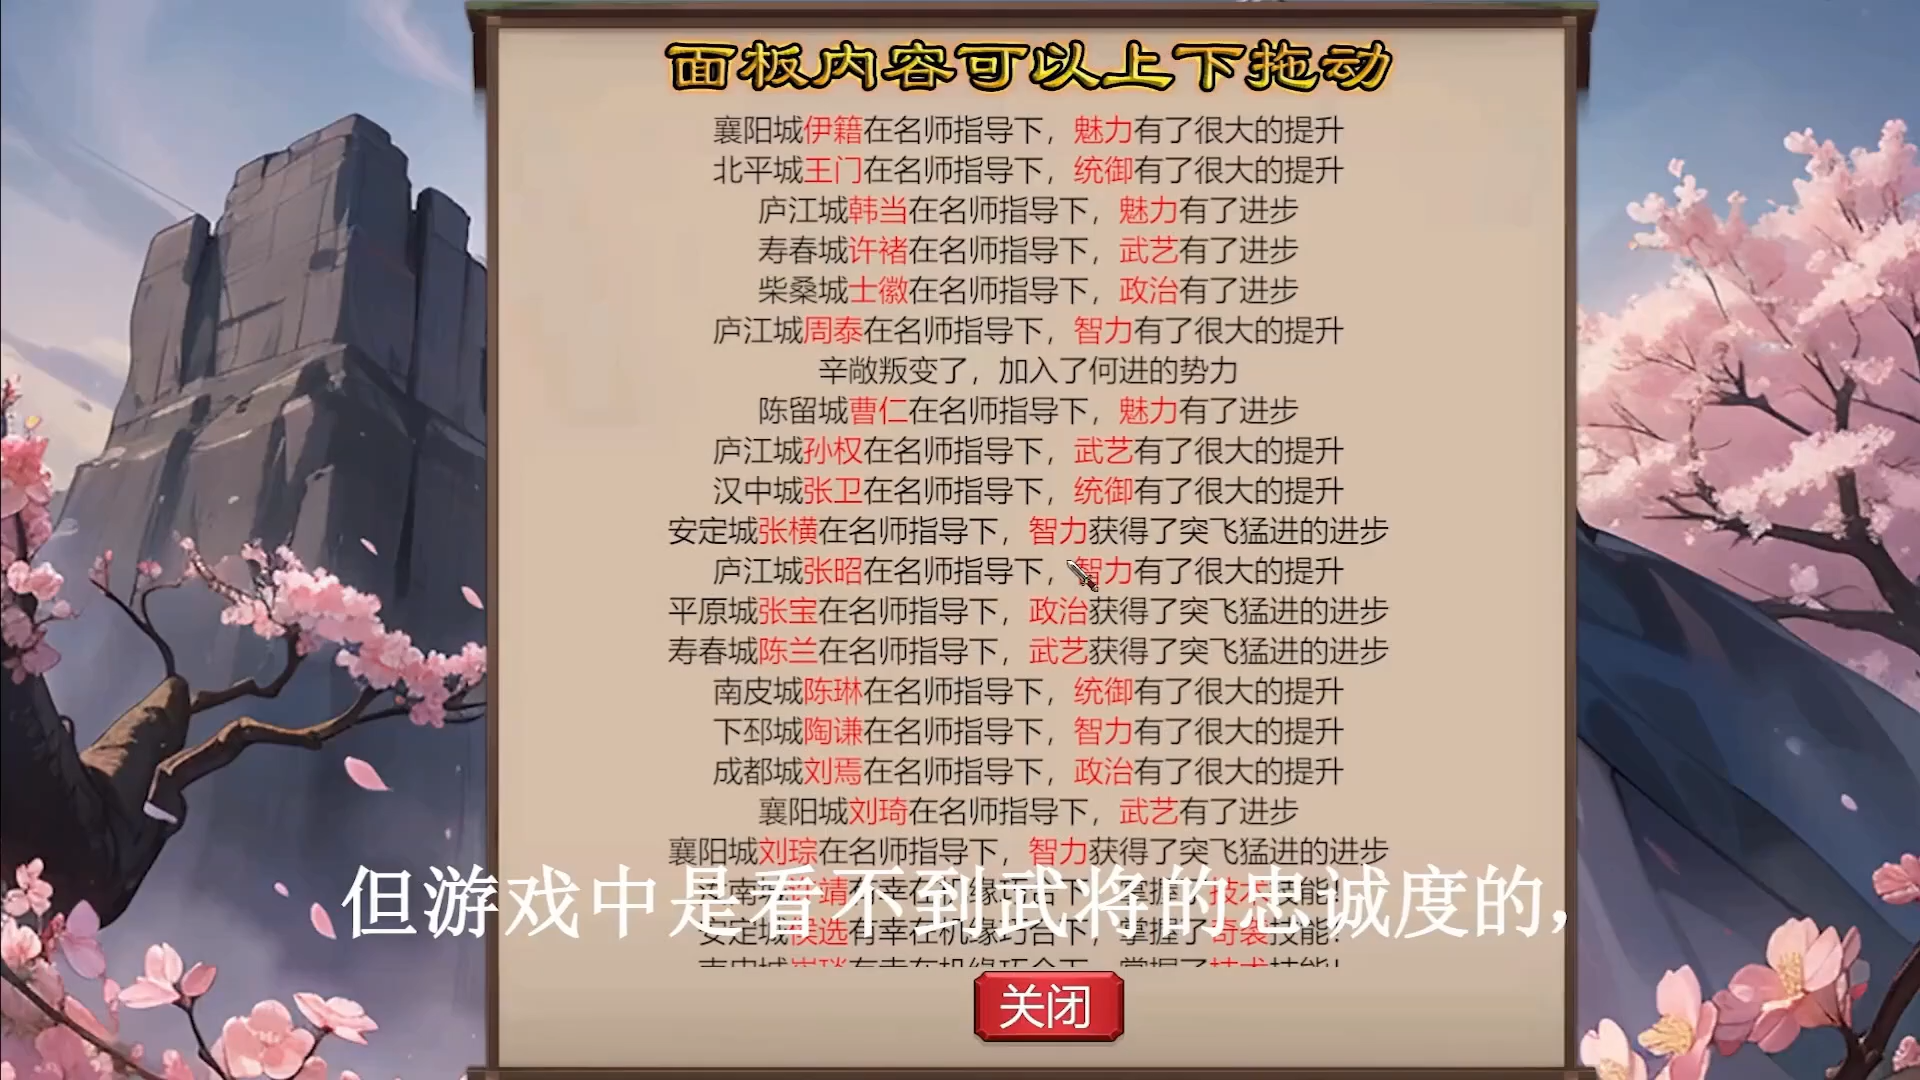 面板内容可以上下拖动
襄阳城伊籍在名师指导下，魅力有了很大的提升
北平城王门在名师指导下，统御有了很大的提升
庐江城韩当在名师指导下，魅力有了进步
寿春城许褚在名师指导下，武艺有了进步
柴桑城士徽在名师指导下，政治有了进步
庐江城周泰在名师指导下，智力有了很大的提升
辛敞叛变了，加入了何进的势力
陈留城曹仁在名师指导下，魅力有了进步
庐江城孙权在名师指导下，武艺有了很大的提升
汉中城张卫在名师指导下，统御有了很大的提升
安定城张横在名师指导下，智力获得了突飞猛进的进步
庐江城张昭在名师指导下，智力有了很大的提升
平原城张宝在名师指导下，政治获得了突飞猛进的进步
寿春城陈兰在名师指导下，武艺获得了突飞猛进的进步
南皮城陈琳在名师指导下，统御有了很大的提升
下邳城陶谦在名师指导下，智力有了很大的提升
成都城刘焉在名师指导下，政治有了很大的提升
襄阳城刘琦在名师指导下，武艺有了进步
襄阳城刘琮在名师指导下，智力获得了突飞猛进的进步
但游戏中是看不到武将的忠诚度的，
安定城侯选有幸在机缘巧合下，掌握了奇袭技能！
关闭